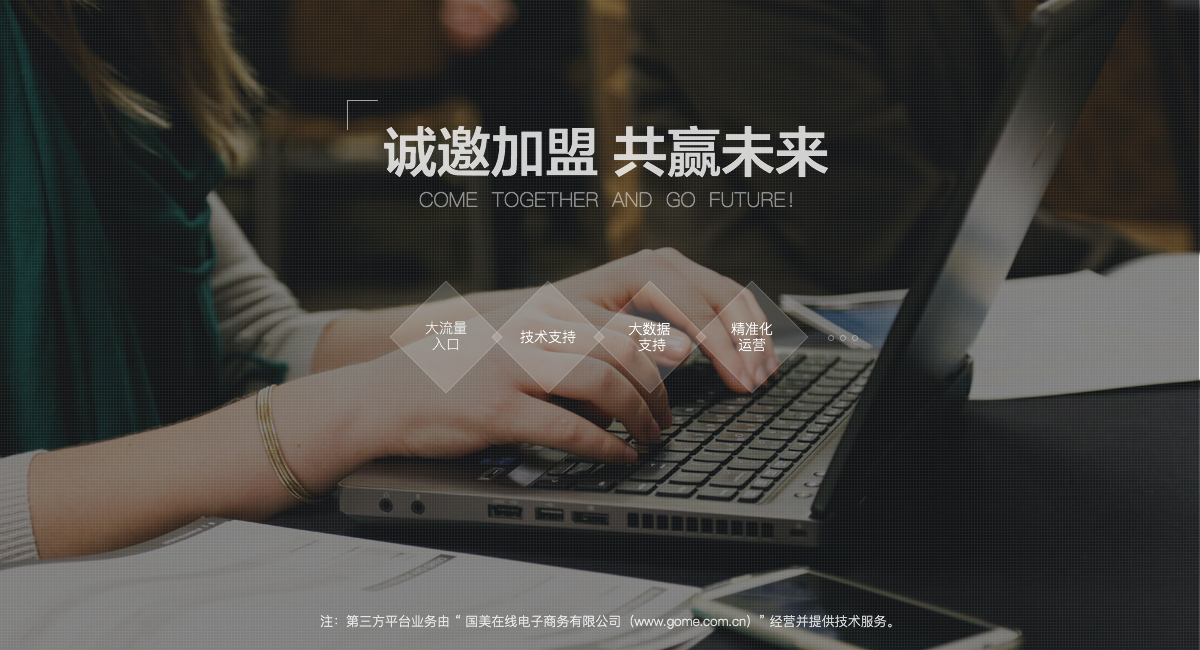 诚邀加盟 共赢未来
COME TOGETHER AND GO FUTURE!
大流量
入口
技术支持
大数据
支持
精准化
运营
注：第三方平台业务由“ 国美在线电子商务有限公司（www.gome.com.cn）”经营并提供技术服务。